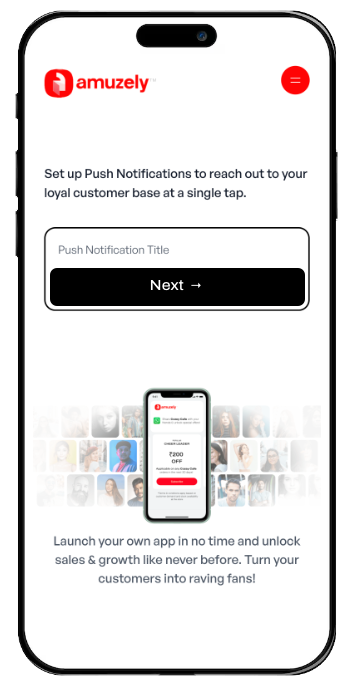 amuzely
Set up Push Notifications to reach out to your
loyal customer base at a single tap.
Push Notification Title
Next →
amuzely
₹200
OFF
Launch your own app in no time and unlock
sales & growth like never before. Turn your
customers into raving fans!